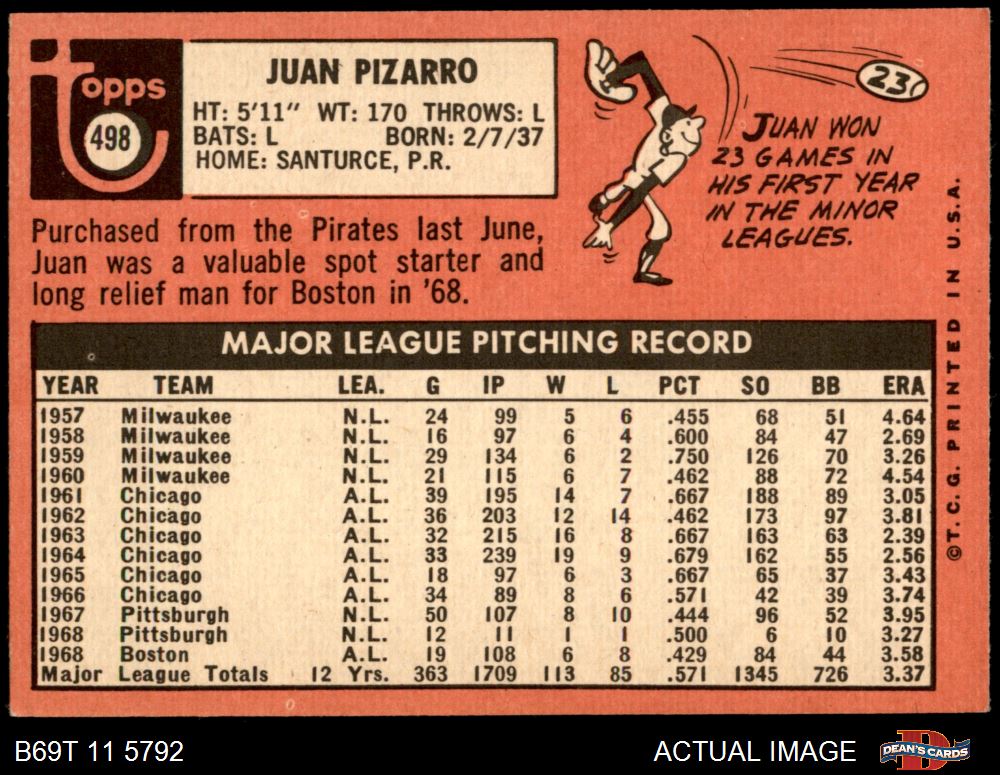 Topps
498
JUAN PIZARRO
HT: 5'11" WT: 170 THROWS: L
BATS: L BORN: 2/7/37
HOME: SANTURCE, P.R.
23
JUAN WON
23 GAMES IN
HIS FIRST YEAR
IN THE MINOR
LEAGUES.
Purchased from the Pirates last June,
Juan was a valuable spot starter and
long relief man for Boston in '68.
MAJOR LEAGUE PITCHING RECORD
YEAR TEAM LEA. G IP W L PCT SO BB ERA
1957 Milwaukee N.L. 24 99 5 6 .455 68 51 4.64
1958 Milwaukee N.L. 16 97 6 4 .600 84 47 2.69
1959 Milwaukee N.L. 29 134 6 2 .750 126 70 3.26
1960 Milwaukee N.L. 21 115 6 7 .462 88 72 4.54
1961 Chicago A.L. 39 195 14 7 .667 188 89 3.05
1962 Chicago A.L. 36 203 12 14 .462 173 97 3.81
1963 Chicago A.L. 32 215 16 8 .667 163 63 2.39
1964 Chicago A.L. 33 239 19 9 .679 162 55 2.56
1965 Chicago A.L. 18 97 6 3 .667 65 37 3.43
1966 Chicago A.L. 34 89 8 6 .571 42 39 3.74
1967 Pittsburgh N.L. 50 107 8 10 .444 96 52 3.95
1968 Pittsburgh N.L. 12 11 1 1 .500 6 10 3.27
1968 Boston A.L. 19 108 6 8 .429 84 44 3.58
Major League Totals 12 Yrs. 363 1709 113 85 .571 1345 726 3.37
©T.C.G. PRINTED IN U.S.A.
B69T 11 5792
ACTUAL IMAGE
D
DEAN'S CARDS